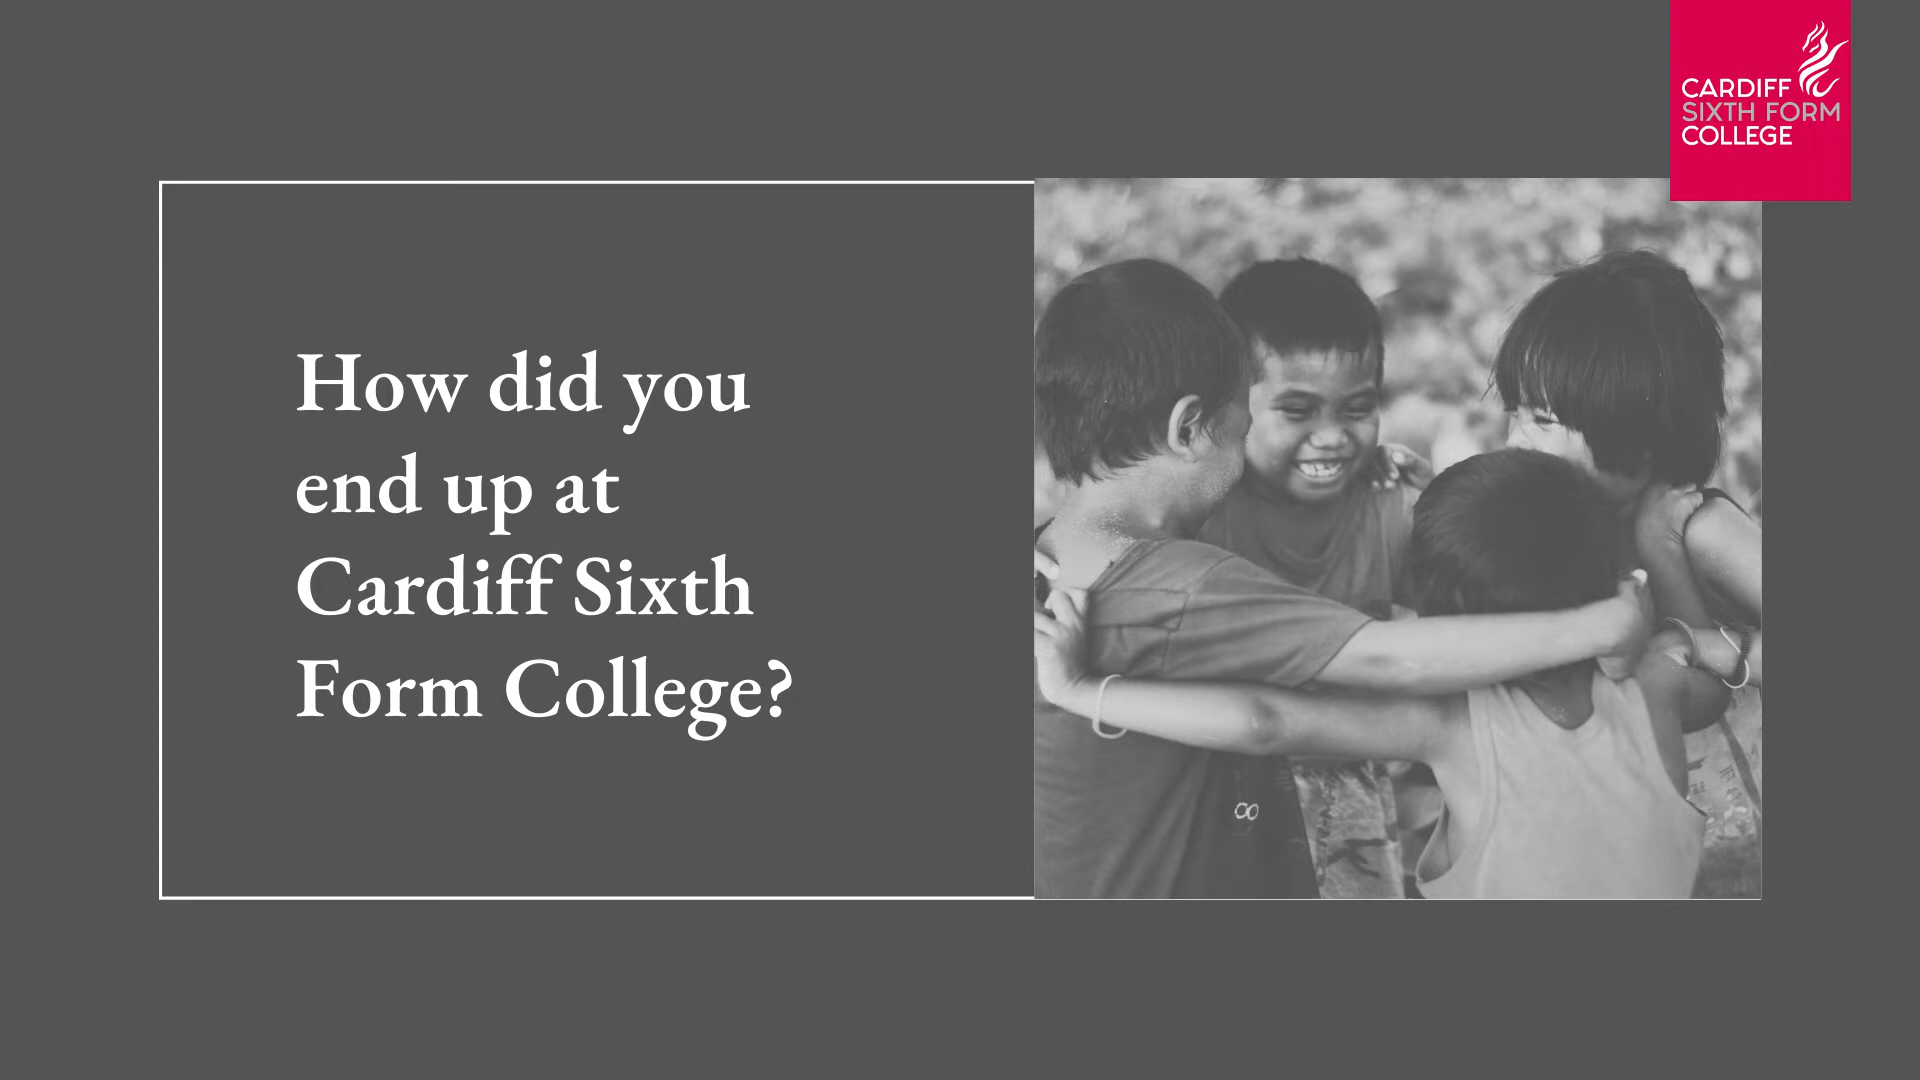 CARDIFF
SIXTH FORM
COLLEGE
How did you
end up at
Cardiff Sixth
Form College?